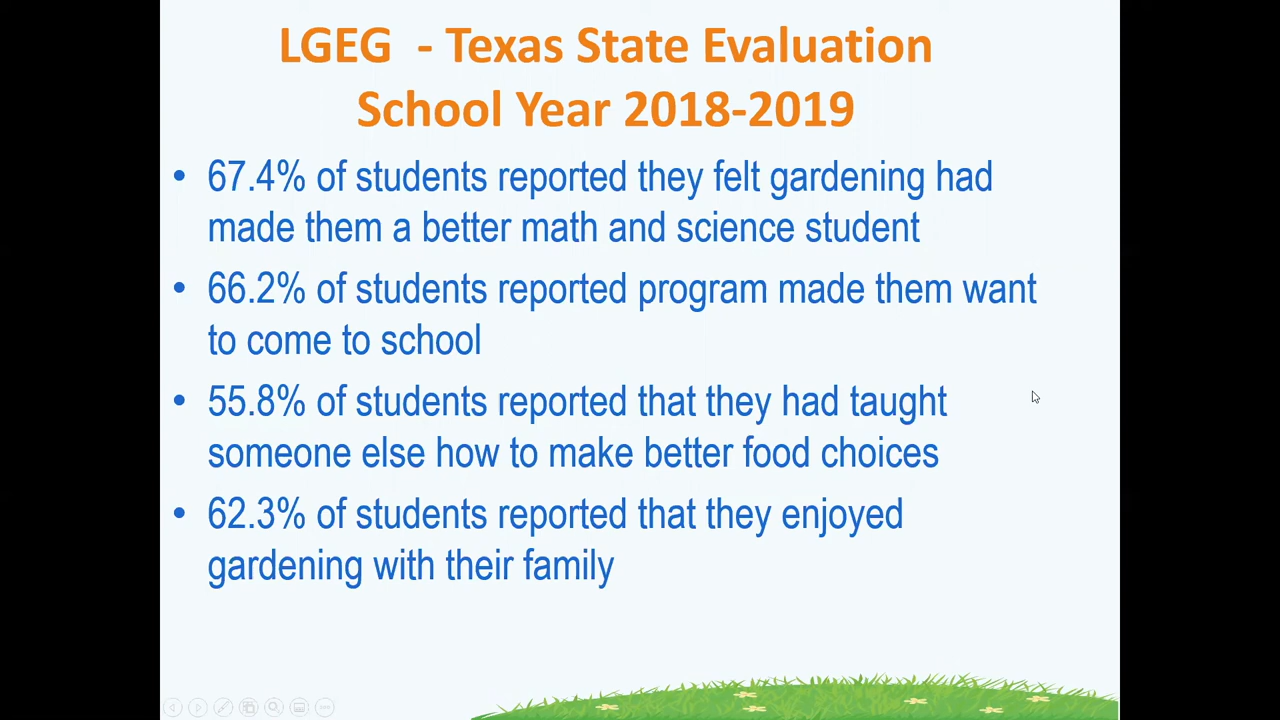 LGEG - Texas State Evaluation
School Year 2018-2019
• 67.4% of students reported they felt gardening had
made them a better math and science student
• 66.2% of students reported program made them want
to come to school
• 55.8% of students reported that they had taught
someone else how to make better food choices
• 62.3% of students reported that they enjoyed
gardening with their family